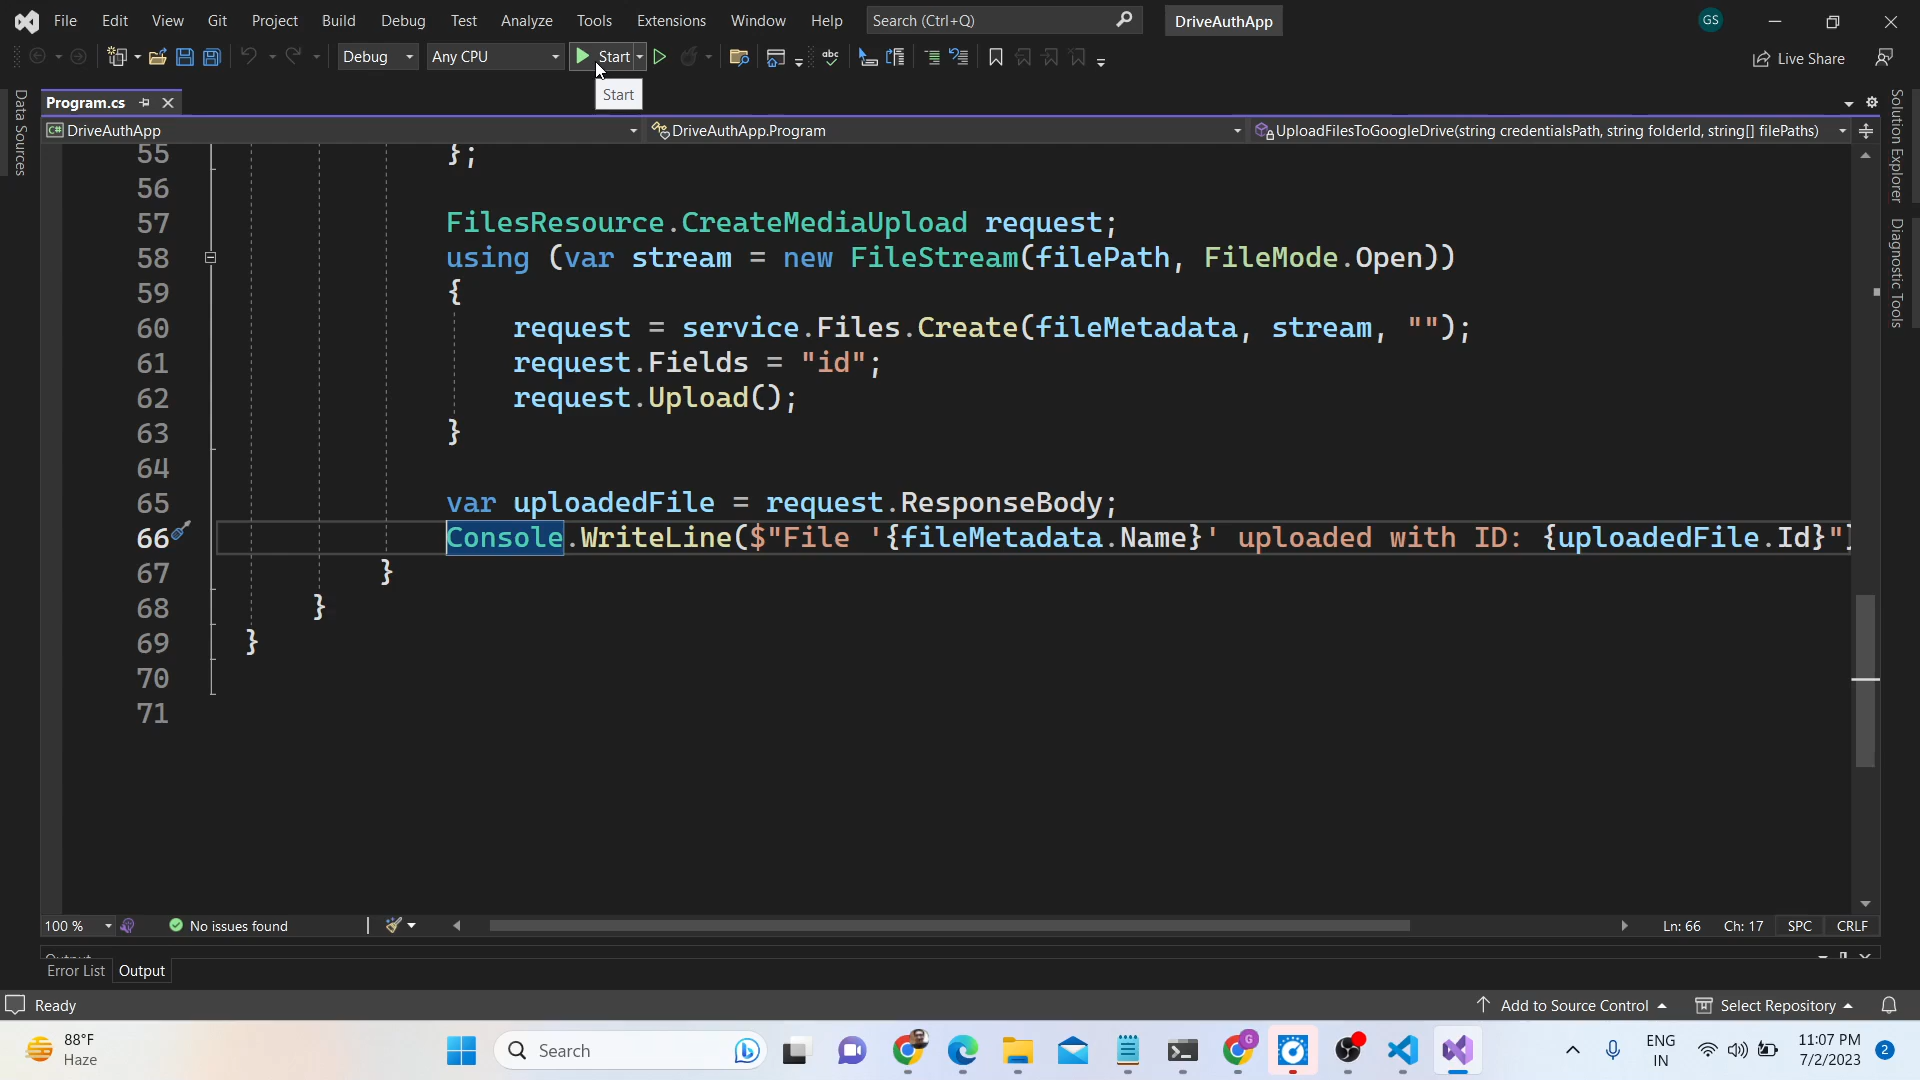 File Edit View Git Project Build Debug Test Analyze Tools Extensions Window Help Search (Ctrl+Q) DriveAuthApp GS
Debug Any CPU Start abc Live Share
Start
Data Sources
Program.cs
Solution Explorer
Diagnostic Tools
C# DriveAuthApp DriveAuthApp.Program UploadFilesToGoogleDrive(string credentialsPath, string folderId, string[] filePaths)
55 };
56
57 FilesResource.CreateMediaUpload request;
58 using (var stream = new FileStream(filePath, FileMode.Open))
59 {
60 request = service.Files.Create(fileMetadata, stream, "");
61 request.Fields = "id";
62 request.Upload();
63 }
64
65 var uploadedFile = request.ResponseBody;
66 Console.WriteLine($"File '{fileMetadata.Name}' uploaded with ID: {uploadedFile.Id}"
67 }
68 }
69 }
70
71
100 % No issues found Ln: 66 Ch: 17 SPC CRLF
Output
Error List Output
Ready Add to Source Control Select Repository
88°F
Haze
Search
G
ENG
IN
11:07 PM
7/2/2023
2